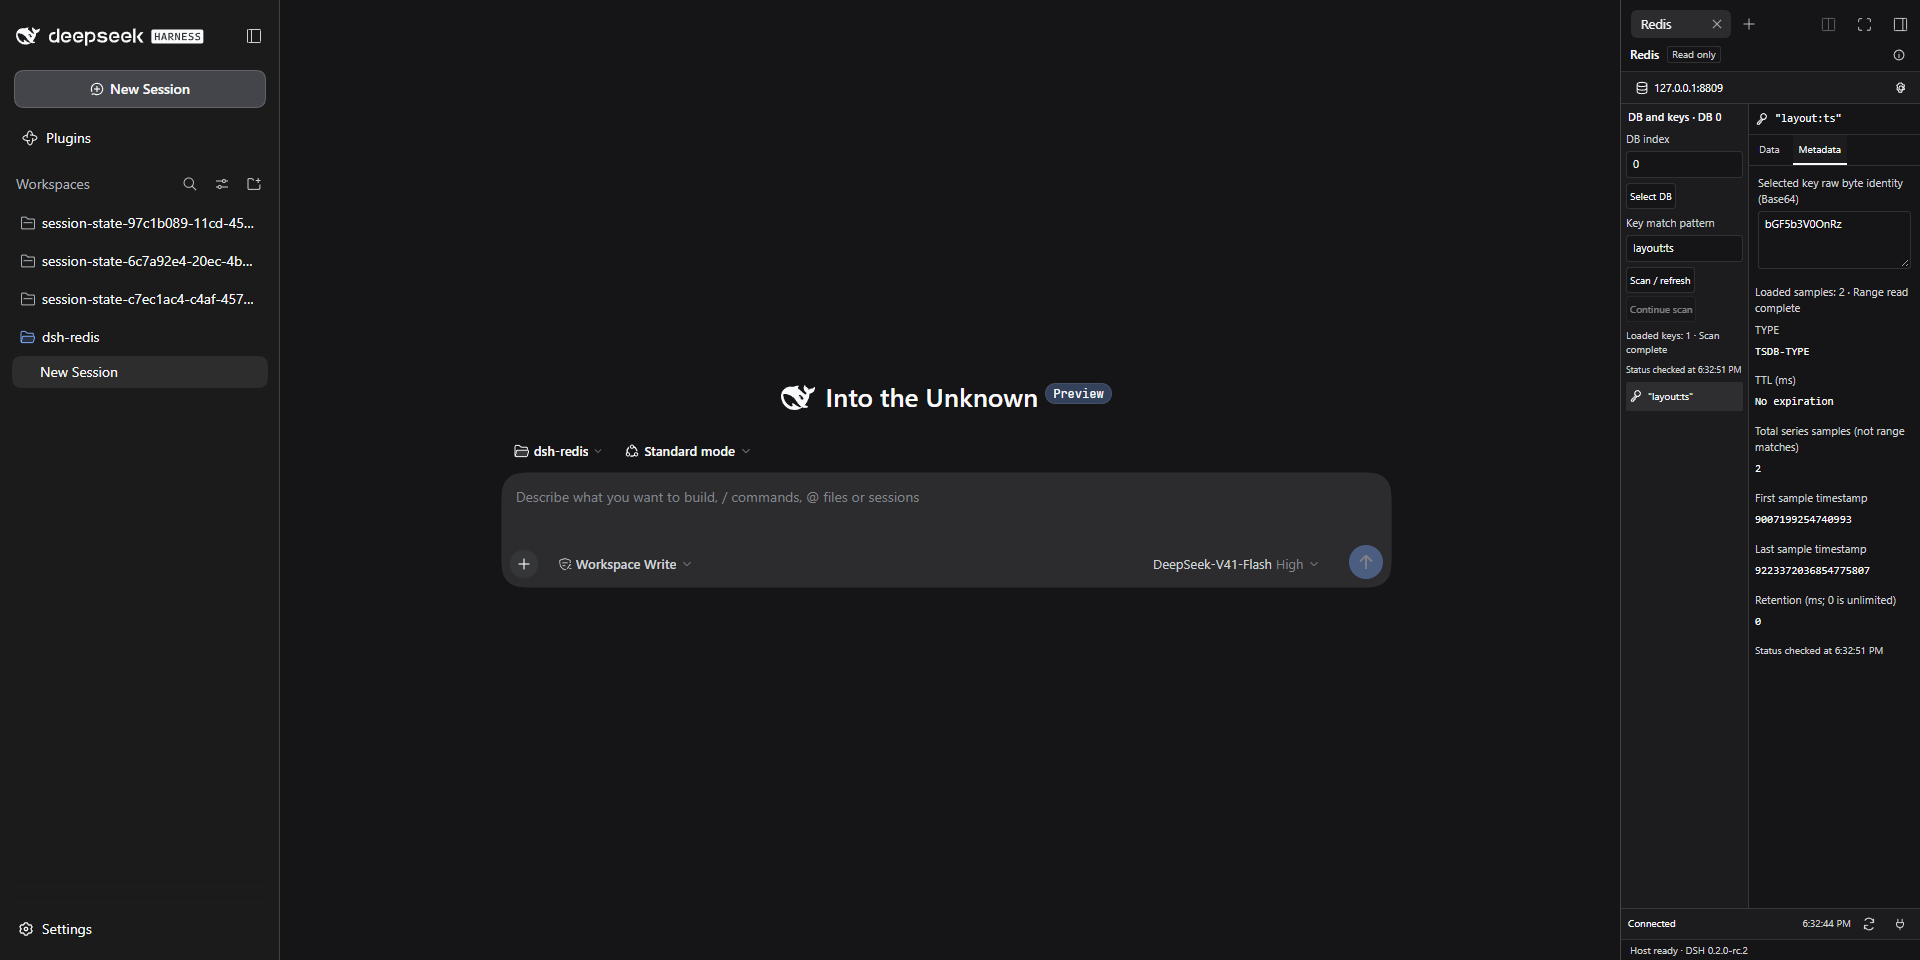 deepseek HARNESS
New Session
Plugins
Workspaces
session-state-97c1b089-11cd-45...
session-state-6c7a92e4-20ec-4b...
session-state-c7ec1ac4-c4af-457...
dsh-redis
New Session
Settings
Into the Unknown
Preview
dsh-redis
Standard mode
Describe what you want to build, / commands, @ files or sessions
Workspace Write
DeepSeek-V41-Flash High
Redis
Redis
Read only
127.0.0.1:8809
DB and keys · DB 0
DB index
0
Select DB
Key match pattern
layout:ts
Scan / refresh
Continue scan
Loaded keys: 1 · Scan
complete
Status checked at 6:32:51 PM
"layout:ts"
"layout:ts"
Data
Metadata
Selected key raw byte identity
(Base64)
bGF5b3V0OnRz
Loaded samples: 2 · Range read
complete
TYPE
TSDB-TYPE
TTL (ms)
No expiration
Total series samples (not range
matches)
2
First sample timestamp
9007199254740993
Last sample timestamp
9223372036854775807
Retention (ms; 0 is unlimited)
0
Status checked at 6:32:51 PM
Connected
6:32:44 PM
Host ready · DSH 0.2.0-rc.2